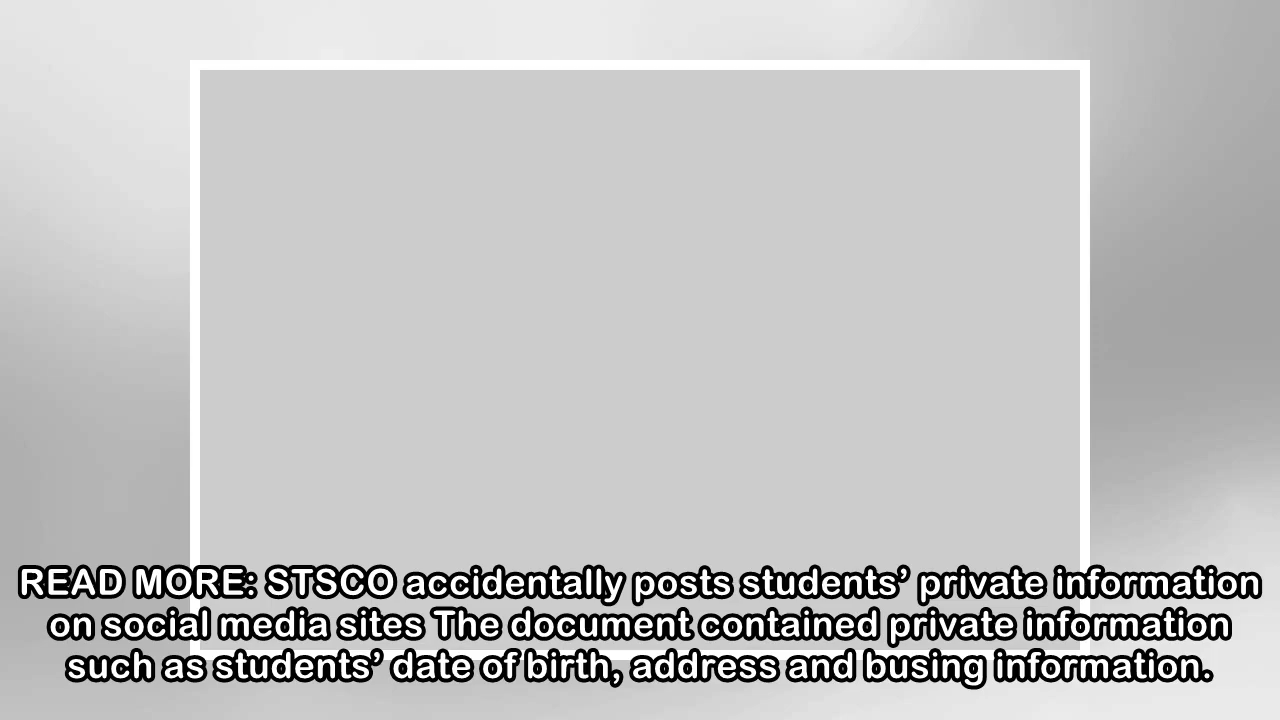 READ MORE: STSCO accidentally posts students’ private information
on social media sites The document contained private information
such as students’ date of birth, address and busing information.